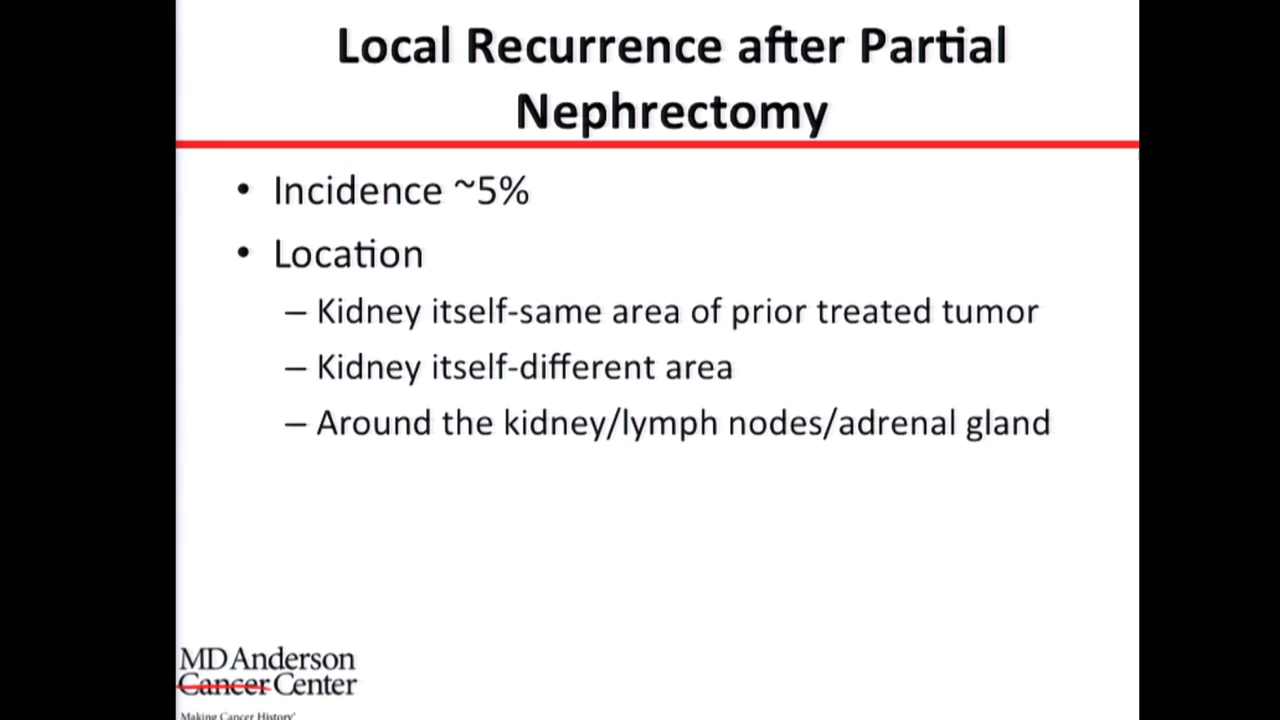 Local Recurrence after Partial
Nephrectomy
• Incidence ~5%
• Location
– Kidney itself-same area of prior treated tumor
– Kidney itself-different area
– Around the kidney/lymph nodes/adrenal gland
MD Anderson
Cancer Center
Making Cancer History®